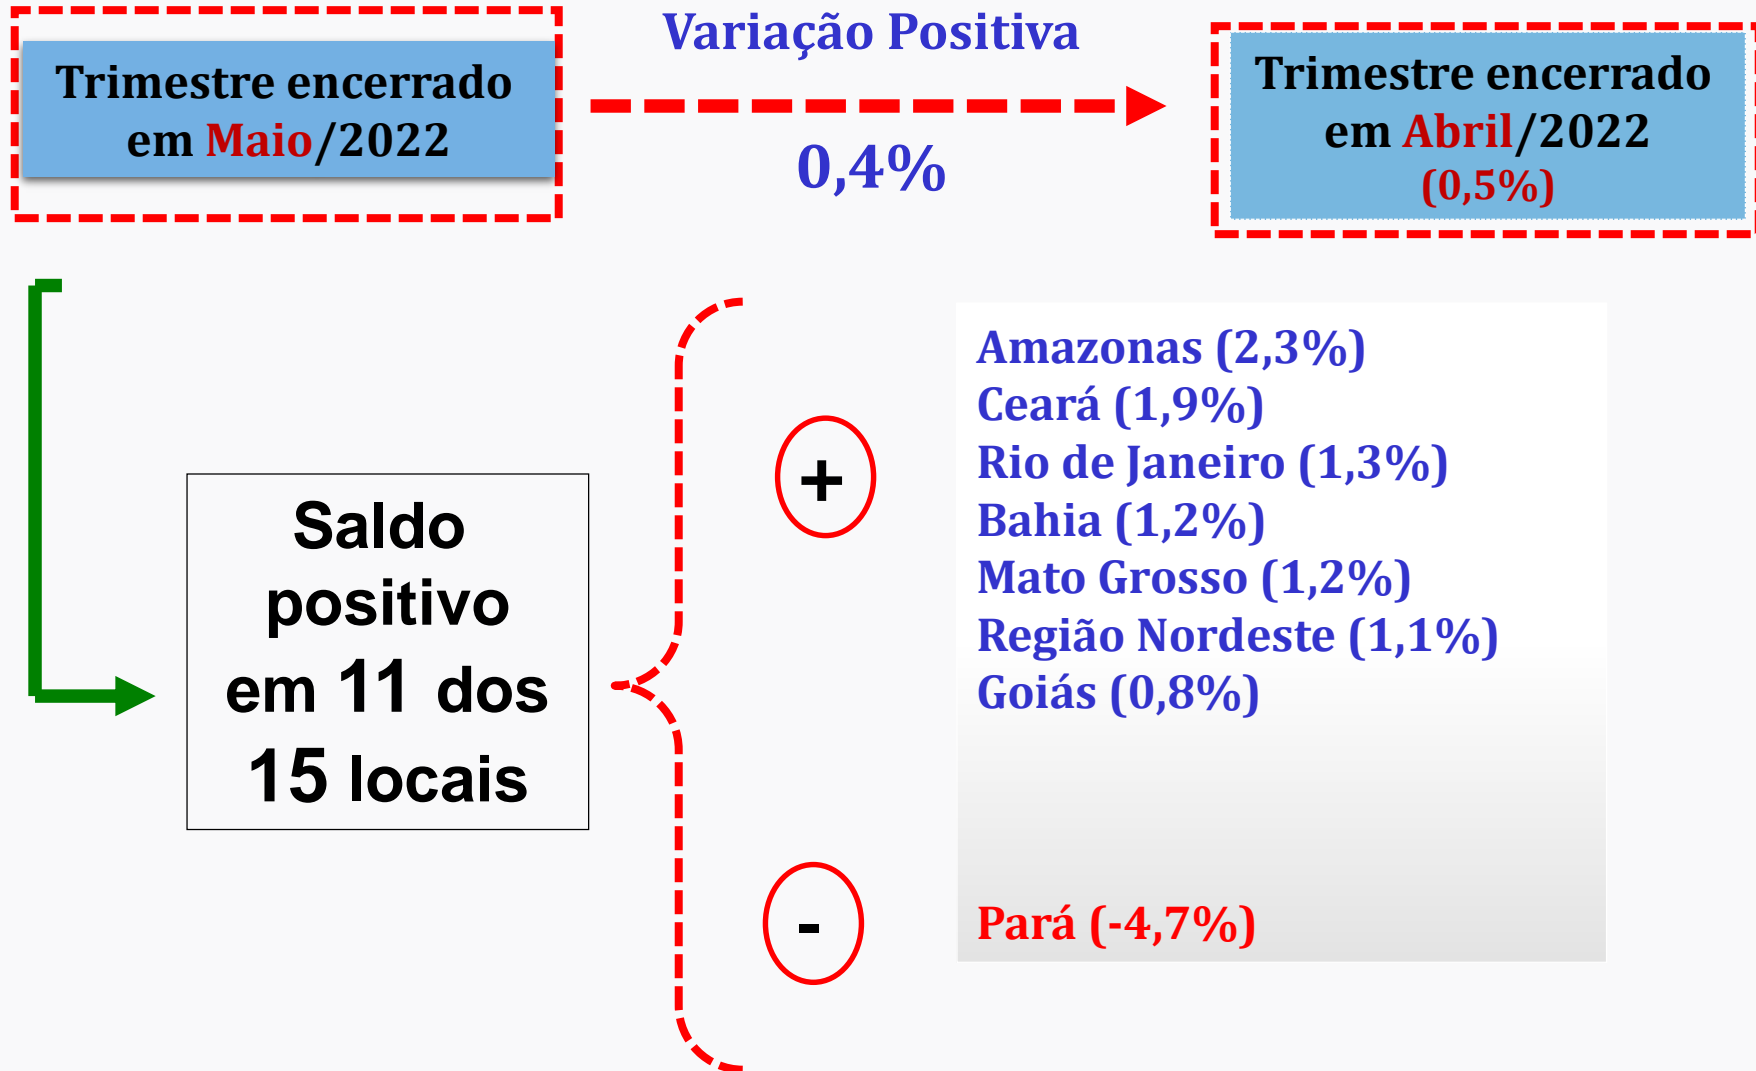 Trimestre encerrado
em Maio/2022
Variação Positiva
0,4%
Trimestre encerrado
em Abril/2022
(0,5%)
Saldo
positivo
em 11 dos
15 locais
+
Amazonas (2,3%)
Ceará (1,9%)
Rio de Janeiro (1,3%)
Bahia (1,2%)
Mato Grosso (1,2%)
Região Nordeste (1,1%)
Goiás (0,8%)
-
Pará (-4,7%)